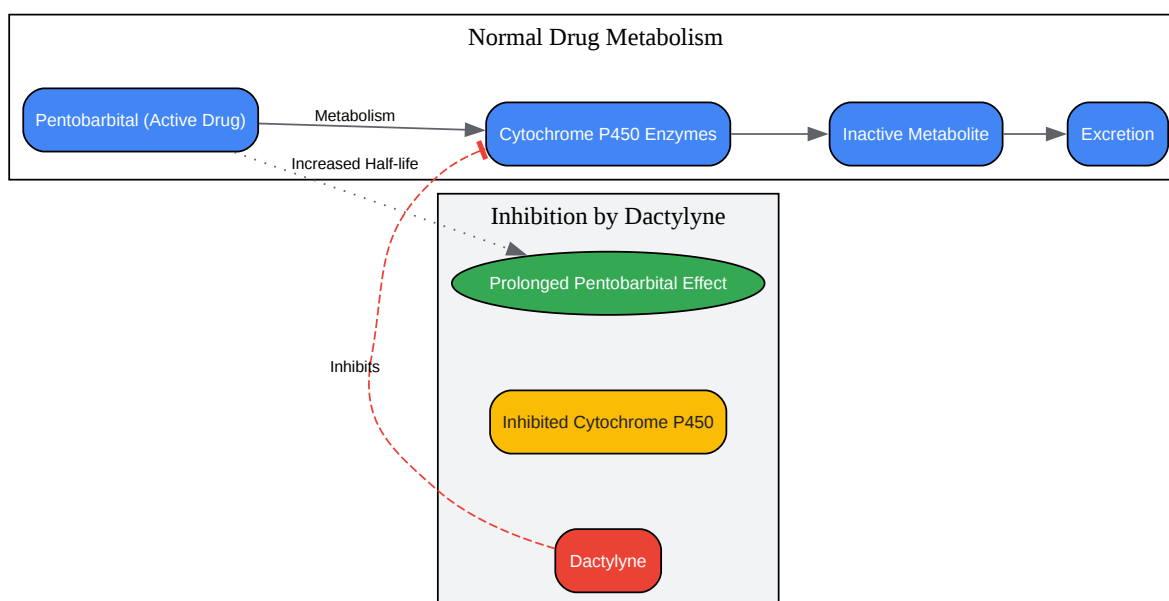 Normal Drug Metabolism
Pentobarbital (Active Drug)
Metabolism
Cytochrome P450 Enzymes
Inactive Metabolite
Excretion
Increased Half-life
Inhibition by Dactylyne
Prolonged Pentobarbital Effect
Inhibits
Inhibited Cytochrome P450
Dactylyne